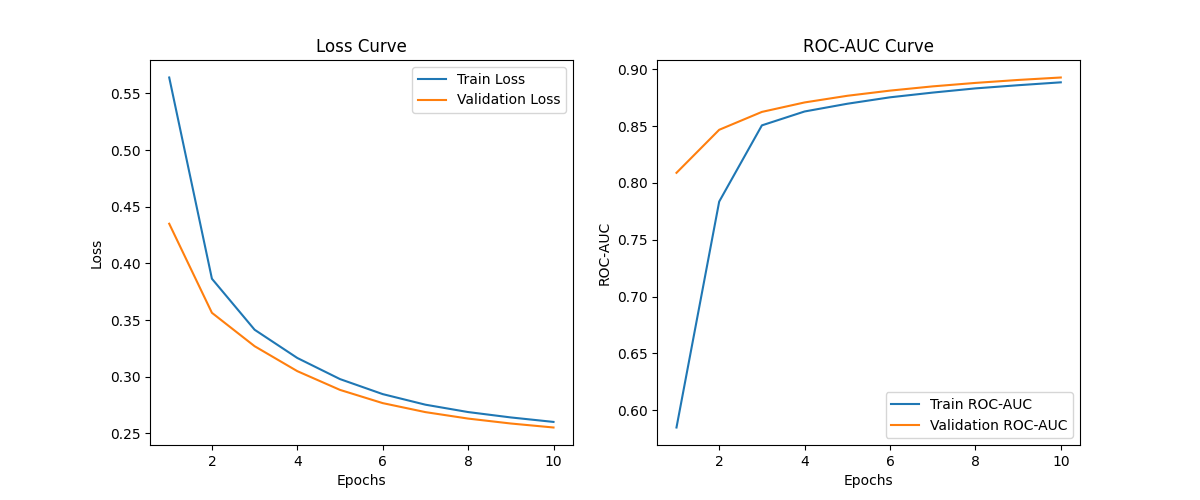 Loss Curve
Train Loss
Validation Loss
0.55
0.50
0.45
0.40
0.35
0.30
0.25
Loss
2
4
6
8
10
Epochs
ROC-AUC Curve
0.90
0.85
0.80
0.75
0.70
0.65
0.60
ROC-AUC
Train ROC-AUC
Validation ROC-AUC
2
4
6
8
10
Epochs